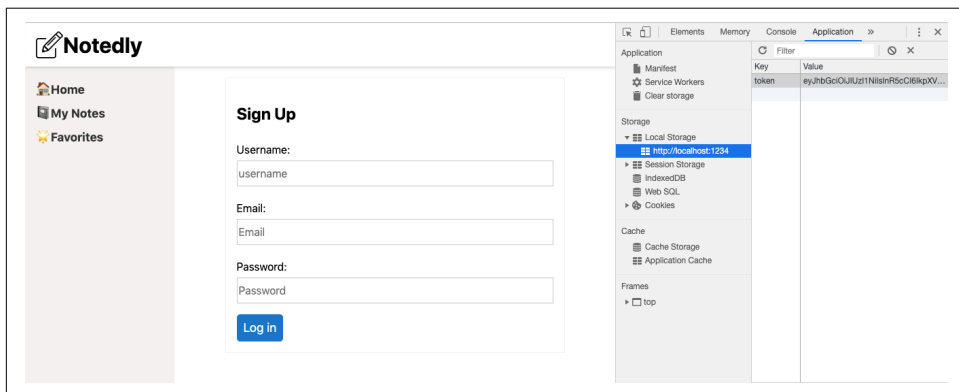 Notedly
Home
My Notes
Favorites
Sign Up
Username:
username
Email:
Email
Password:
Password
Log in
Elements Memory Console Application »
Application
Manifest
Service Workers
Clear storage
Storage
Local Storage
http://localhost:1234
Session Storage
IndexedDB
Web SQL
Cookies
Cache
Cache Storage
Application Cache
Frames
top
Filter
Key Value
token eyJhbGciOiJIUzI1NiIsInR5cCI6IkpXV...